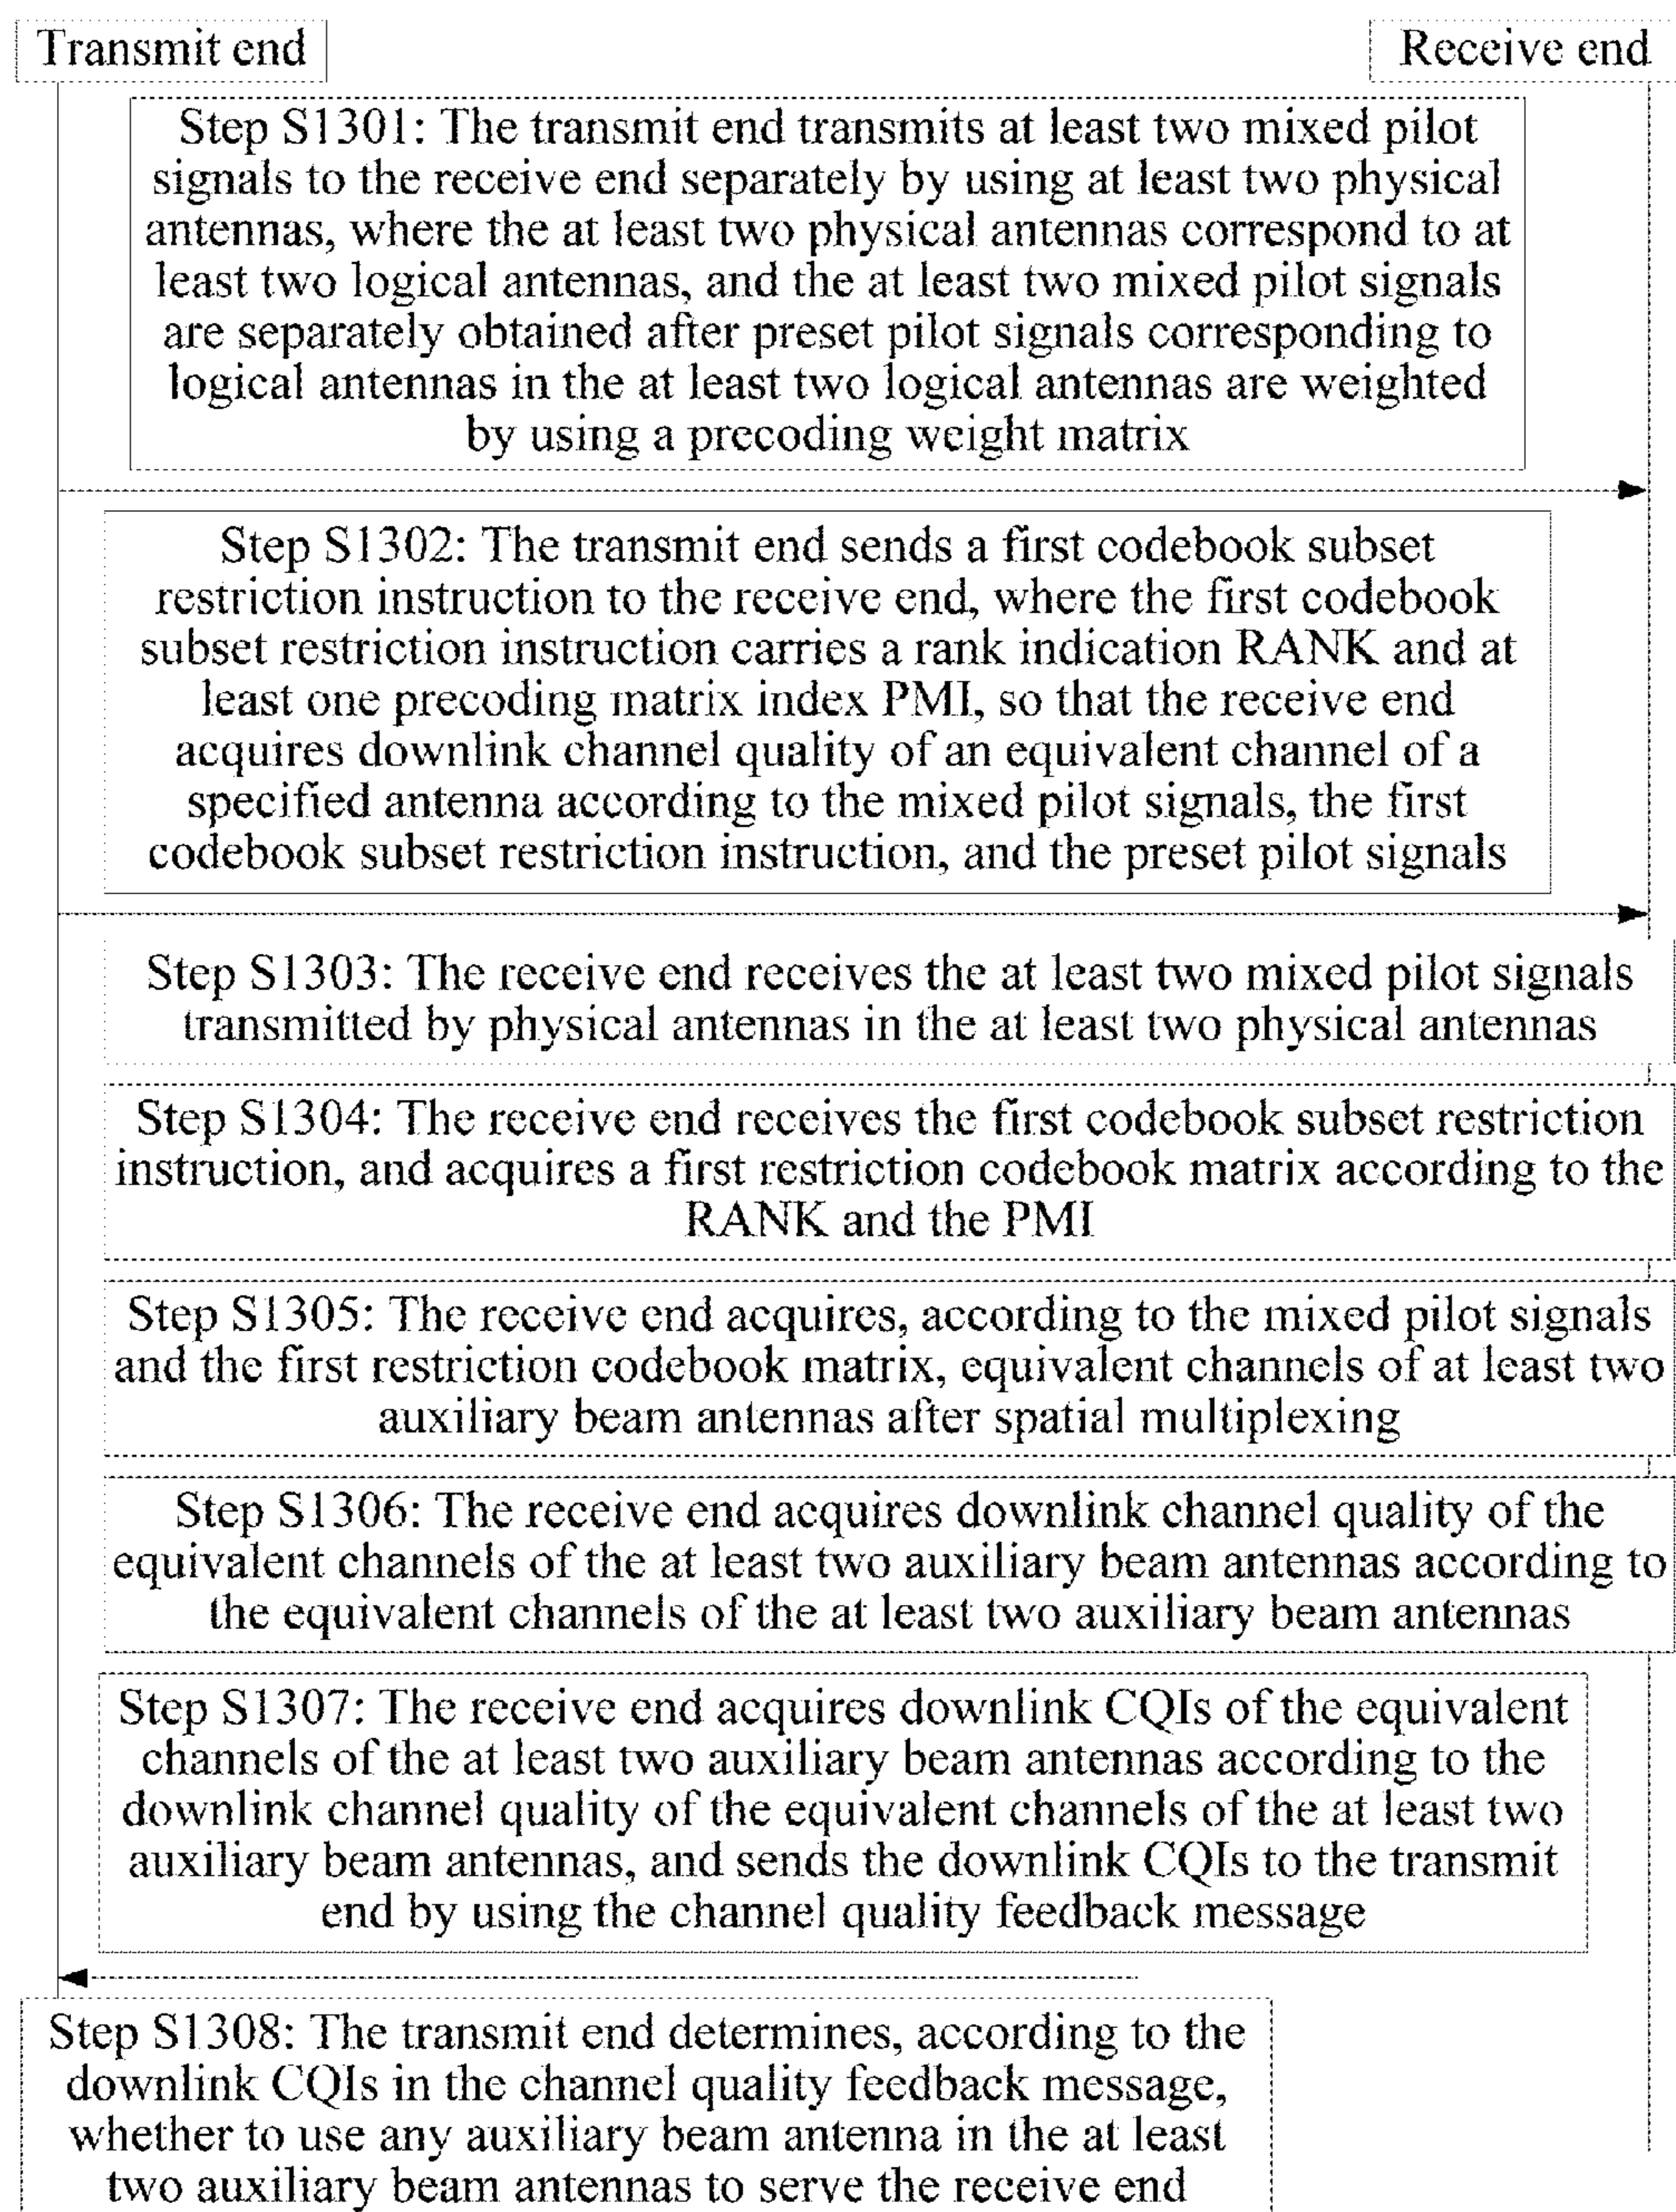 Transmit end
Receive end
Step S1301: The transmit end transmits at least two mixed pilot
signals to the receive end separately by using at least two physical
antennas, where the at least two physical antennas correspond to at
least two logical antennas, and the at least two mixed pilot signals
are separately obtained after preset pilot signals corresponding to
logical antennas in the at least two logical antennas are weighted
by using a precoding weight matrix
Step S1302: The transmit end sends a first codebook subset
restriction instruction to the receive end, where the first codebook
subset restriction instruction carries a rank indication RANK and at
least one precoding matrix index PMI, so that the receive end
acquires downlink channel quality of an equivalent channel of a
specified antenna according to the mixed pilot signals, the first
codebook subset restriction instruction, and the preset pilot signals
Step S1303: The receive end receives the at least two mixed pilot signals
transmitted by physical antennas in the at least two physical antennas
Step S1304: The receive end receives the first codebook subset restriction
instruction, and acquires a first restriction codebook matrix according to the
RANK and the PMI
Step S1305: The receive end acquires, according to the mixed pilot signals
and the first restriction codebook matrix, equivalent channels of at least two
auxiliary beam antennas after spatial multiplexing
Step S1306: The receive end acquires downlink channel quality of the
equivalent channels of the at least two auxiliary beam antennas according to
the equivalent channels of the at least two auxiliary beam antennas
Step S1307: The receive end acquires downlink CQIs of the equivalent
channels of the at least two auxiliary beam antennas according to the
downlink channel quality of the equivalent channels of the at least two
auxiliary beam antennas, and sends the downlink CQIs to the transmit
end by using the channel quality feedback message
Step S1308: The transmit end determines, according to the
downlink CQIs in the channel quality feedback message,
whether to use any auxiliary beam antenna in the at least
two auxiliary beam antennas to serve the receive end